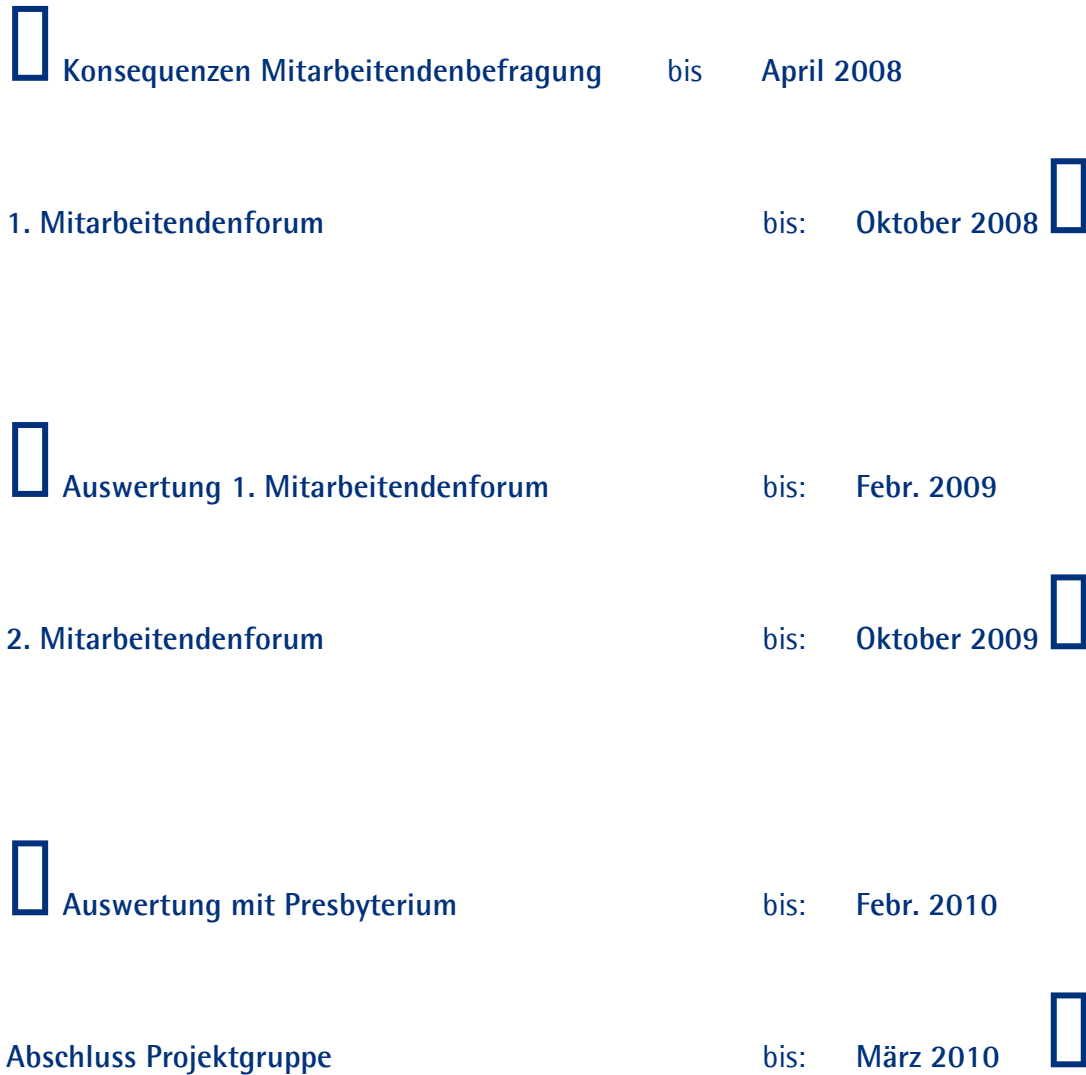 Konsequenzen Mitarbeitendenbefragung bis April 2008
1. Mitarbeitendenforum bis: Oktober 2008
Auswertung 1. Mitarbeitendenforum bis: Febr. 2009
2. Mitarbeitendenforum bis: Oktober 2009
Auswertung mit Presbyterium bis: Febr. 2010
Abschluss Projektgruppe bis: März 2010